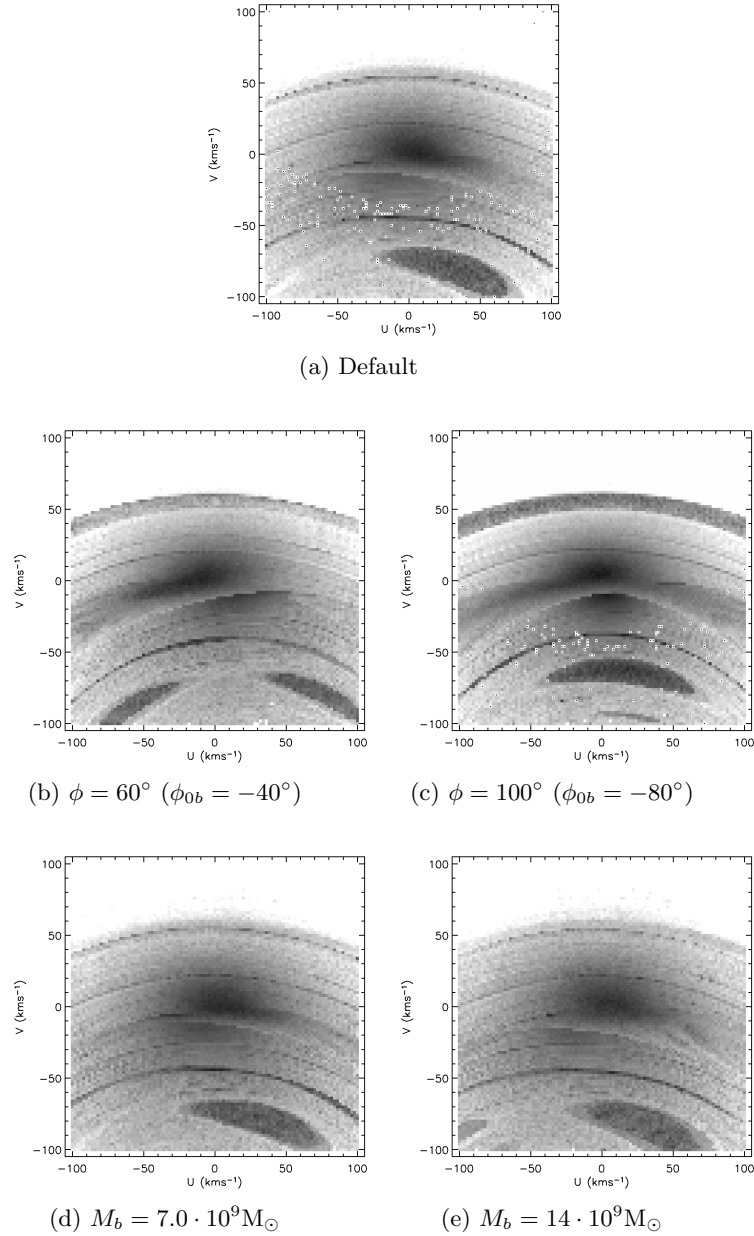 100
50
V (kms⁻¹)
0
−50
−100
−100 −50 0 50 100
U (kms⁻¹)
(a) Default
100
50
V (kms⁻¹)
0
−50
−100
−100 −50 0 50 100
U (kms⁻¹)
(b) ϕ = 60° (ϕ₀b = −40°)
100
50
V (kms⁻¹)
0
−50
−100
−100 −50 0 50 100
U (kms⁻¹)
(c) ϕ = 100° (ϕ₀b = −80°)
100
50
V (kms⁻¹)
0
−50
−100
−100 −50 0 50 100
U (kms⁻¹)
(d) M_b = 7.0 · 10⁹M⊙
100
50
V (kms⁻¹)
0
−50
−100
−100 −50 0 50 100
U (kms⁻¹)
(e) M_b = 14 · 10⁹M⊙